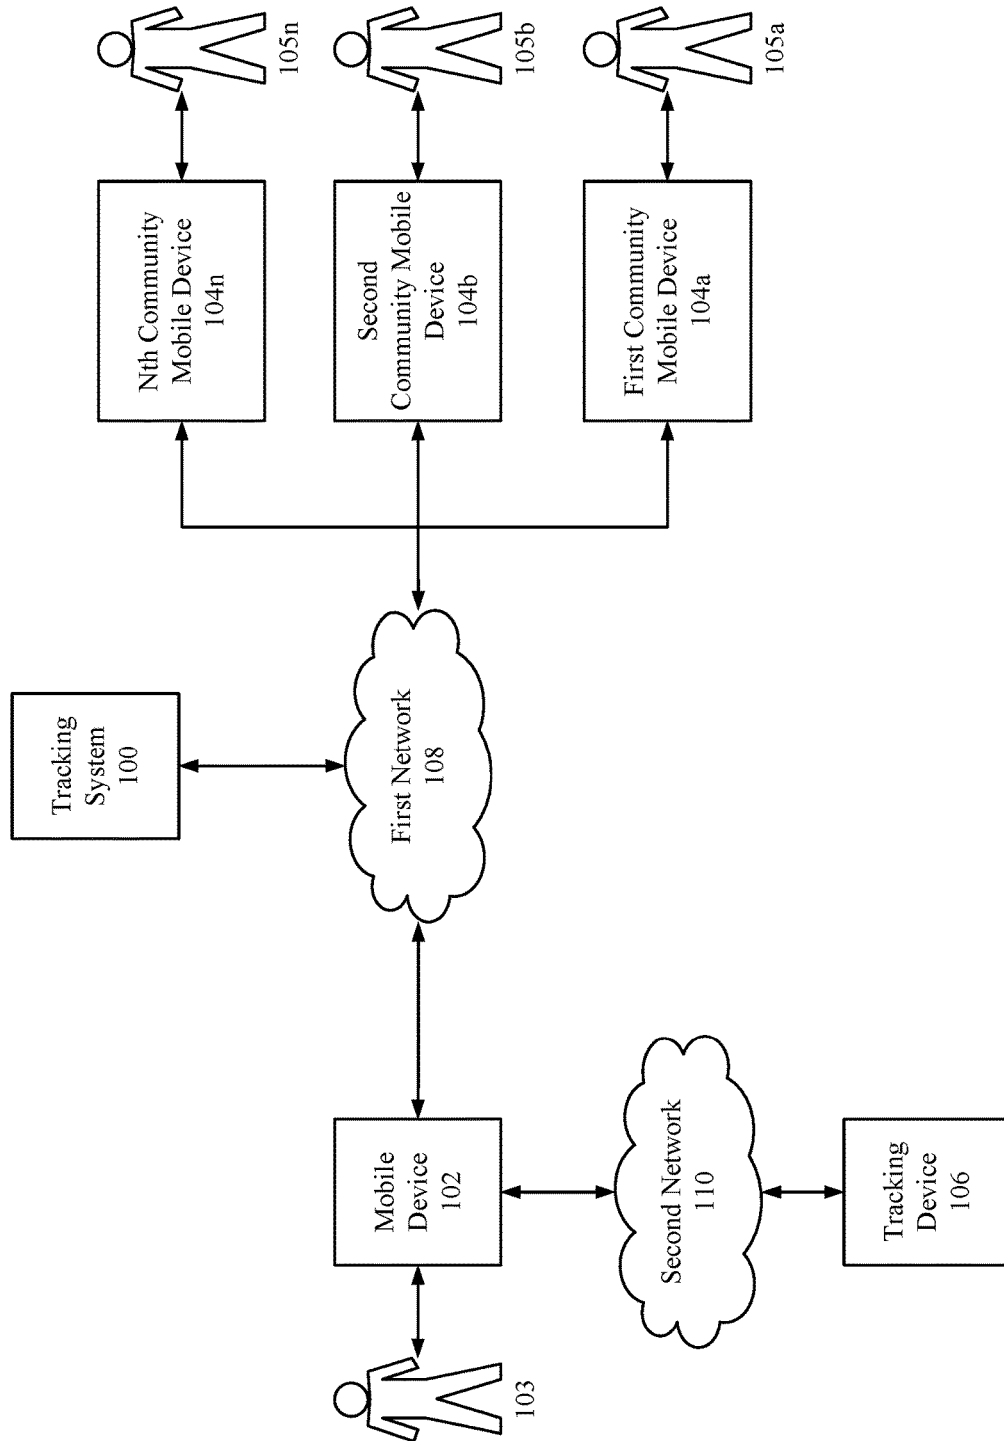 Tracking
System
100
Nth Community
Mobile Device
104n
105n
103
Mobile
Device
102
First Network
108
Second
Community Mobile
Device
104b
105b
Second Network
110
First Community
Mobile Device
104a
105a
Tracking
Device
106